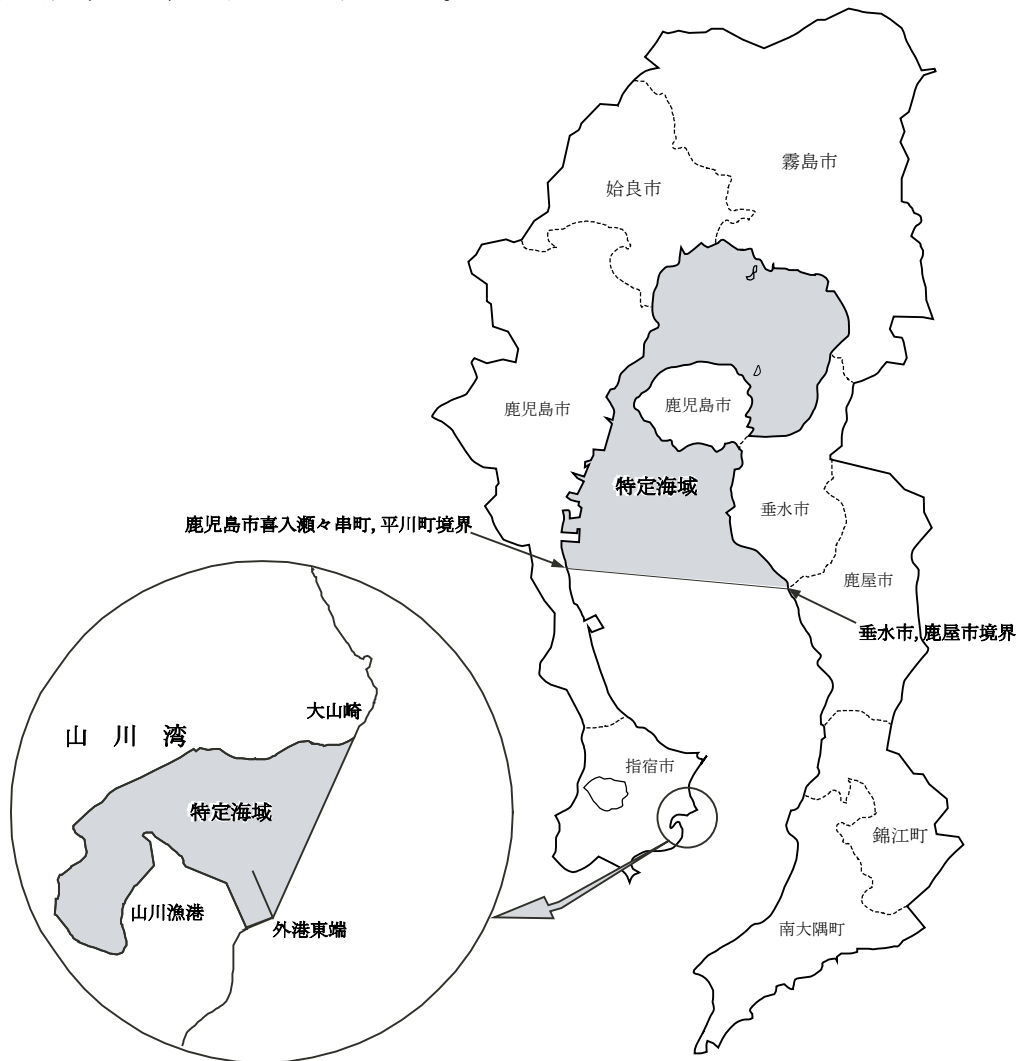 霧島市
姶良市
鹿児島市
鹿児島市
特定海域
垂水市
鹿児島市喜入瀬々串町, 平川町境界
鹿屋市
垂水市, 鹿屋市境界
大山崎
山川湾
指宿市
特定海域
錦江町
山川漁港
外港東端
南大隅町